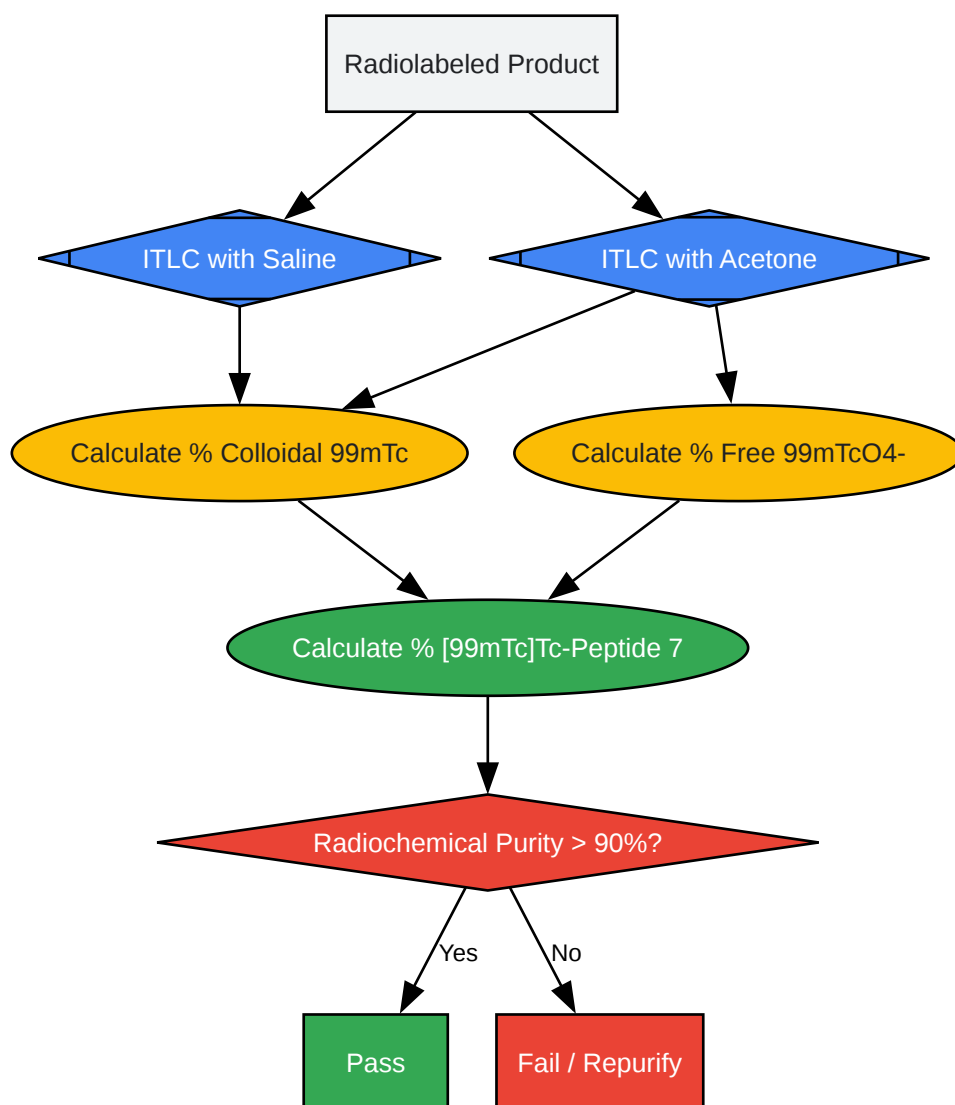 Radiolabeled Product
ITLC with Saline
ITLC with Acetone
Calculate % Colloidal 99mTc
Calculate % Free 99mTcO4-
Calculate % [99mTc]Tc-Peptide 7
Radiochemical Purity > 90%?
Yes
No
Pass
Fail / Repurify